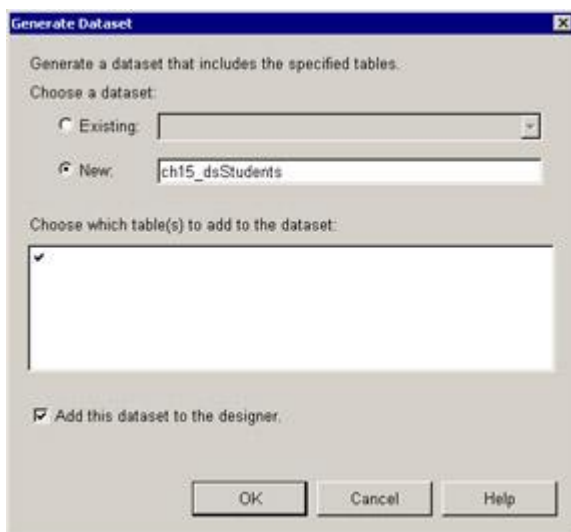 Generate Dataset
Generate a dataset that includes the specified tables.
Choose a dataset:
Existing:
New: ch15_dsStudents
Choose which table(s) to add to the dataset:
Add this dataset to the designer.
OK Cancel Help